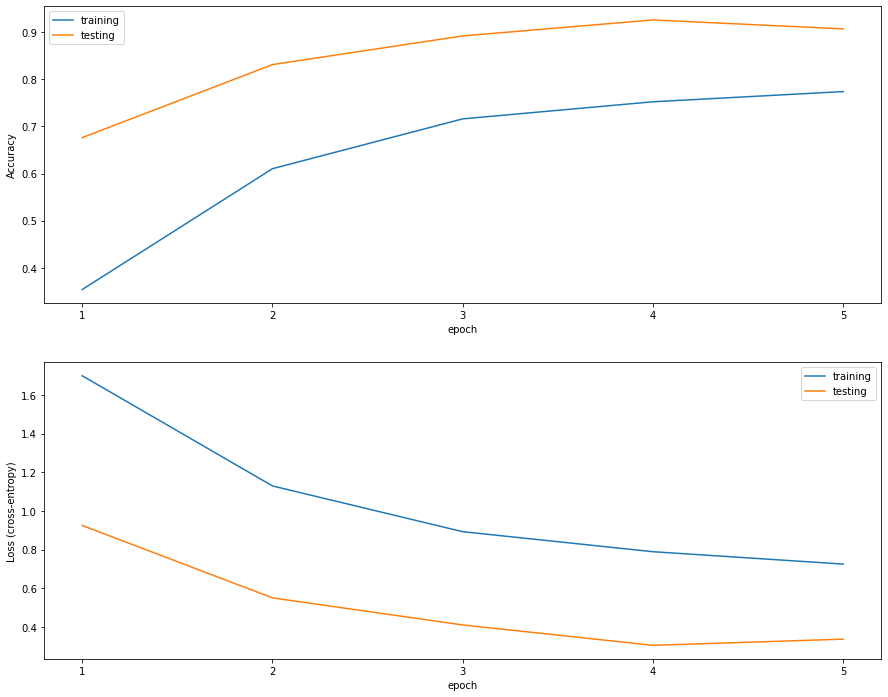 training
testing
0.9
0.8
0.7
0.6
0.5
0.4
Accuracy
1 2 3 4 5
epoch
training
testing
1.6
1.4
1.2
1.0
0.8
0.6
0.4
Loss (cross-entropy)
1 2 3 4 5
epoch